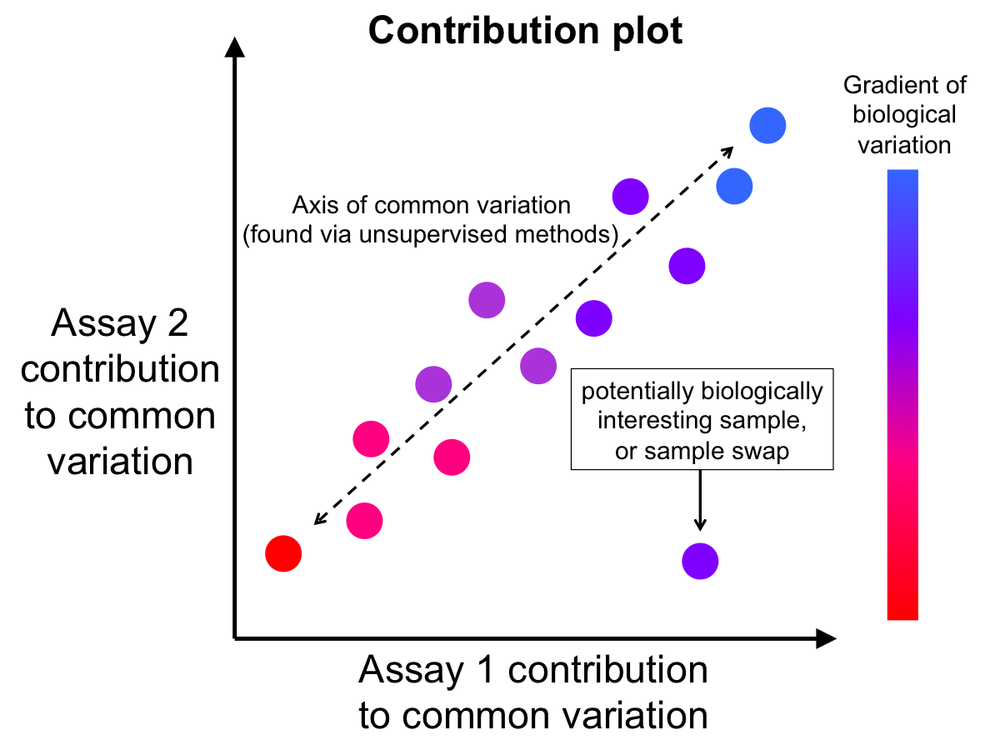 Contribution plot
Gradient of
biological
variation
Axis of common variation
(found via unsupervised methods)
Assay 2
contribution
to common
variation
potentially biologically
interesting sample,
or sample swap
Assay 1 contribution
to common variation